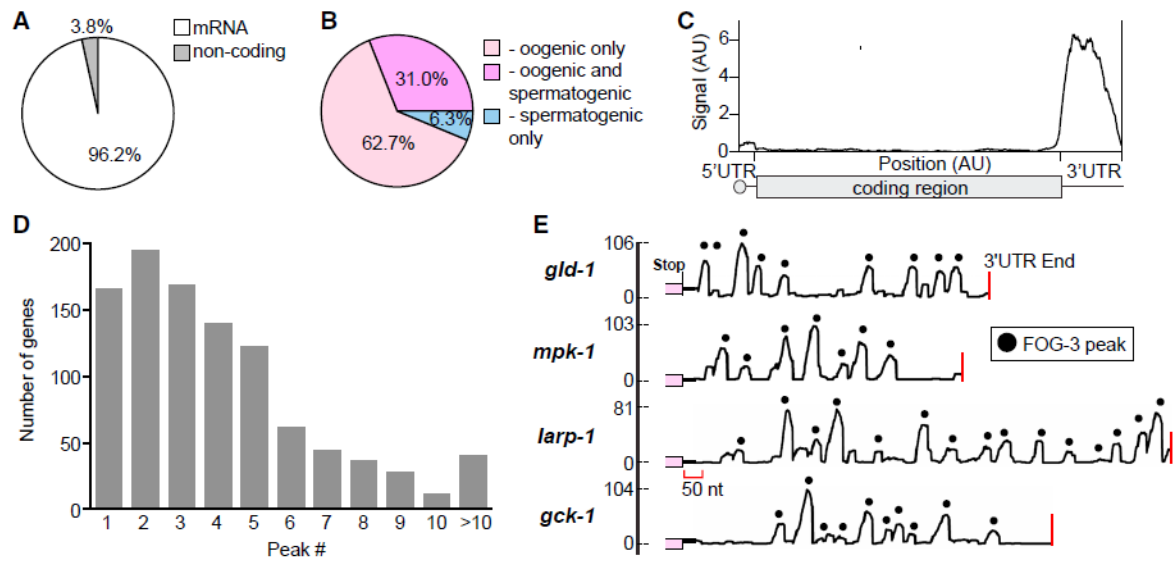 A
3.8%
96.2%
mRNA
non-coding
B
31.0%
6.3%
62.7%
- oogenic only
- oogenic and
spermatogenic
- spermatogenic
only
C
Signal (AU)
6
4
2
0
Position (AU)
5'UTR
3'UTR
coding region
D
Number of genes
200
150
100
50
0
1 2 3 4 5 6 7 8 9 10 >10
Peak #
E
gld-1
106
0
Stop
3'UTR End
mpk-1
103
0
FOG-3 peak
larp-1
81
0
50 nt
gck-1
104
0